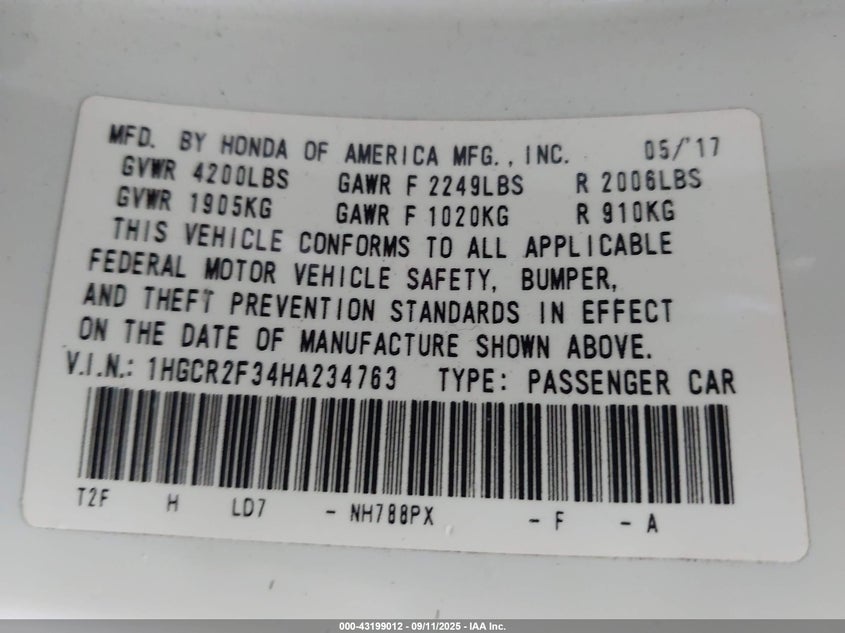 MFD. BY HONDA OF AMERICA MFG., INC. 05/'17
GVWR 4200LBS GAWR F 2249LBS R 2006LBS
GVWR 1905KG GAWR F 1020KG R 910KG
THIS VEHICLE CONFORMS TO ALL APPLICABLE
FEDERAL MOTOR VEHICLE SAFETY, BUMPER,
AND THEFT PREVENTION STANDARDS IN EFFECT
ON THE DATE OF MANUFACTURE SHOWN ABOVE.
V.I.N.: 1HGCR2F34HA234763 TYPE: PASSENGER CAR
T2F H LD7 - NH788PX - F - A
000-43199012 - 09/11/2025 - IAA Inc.